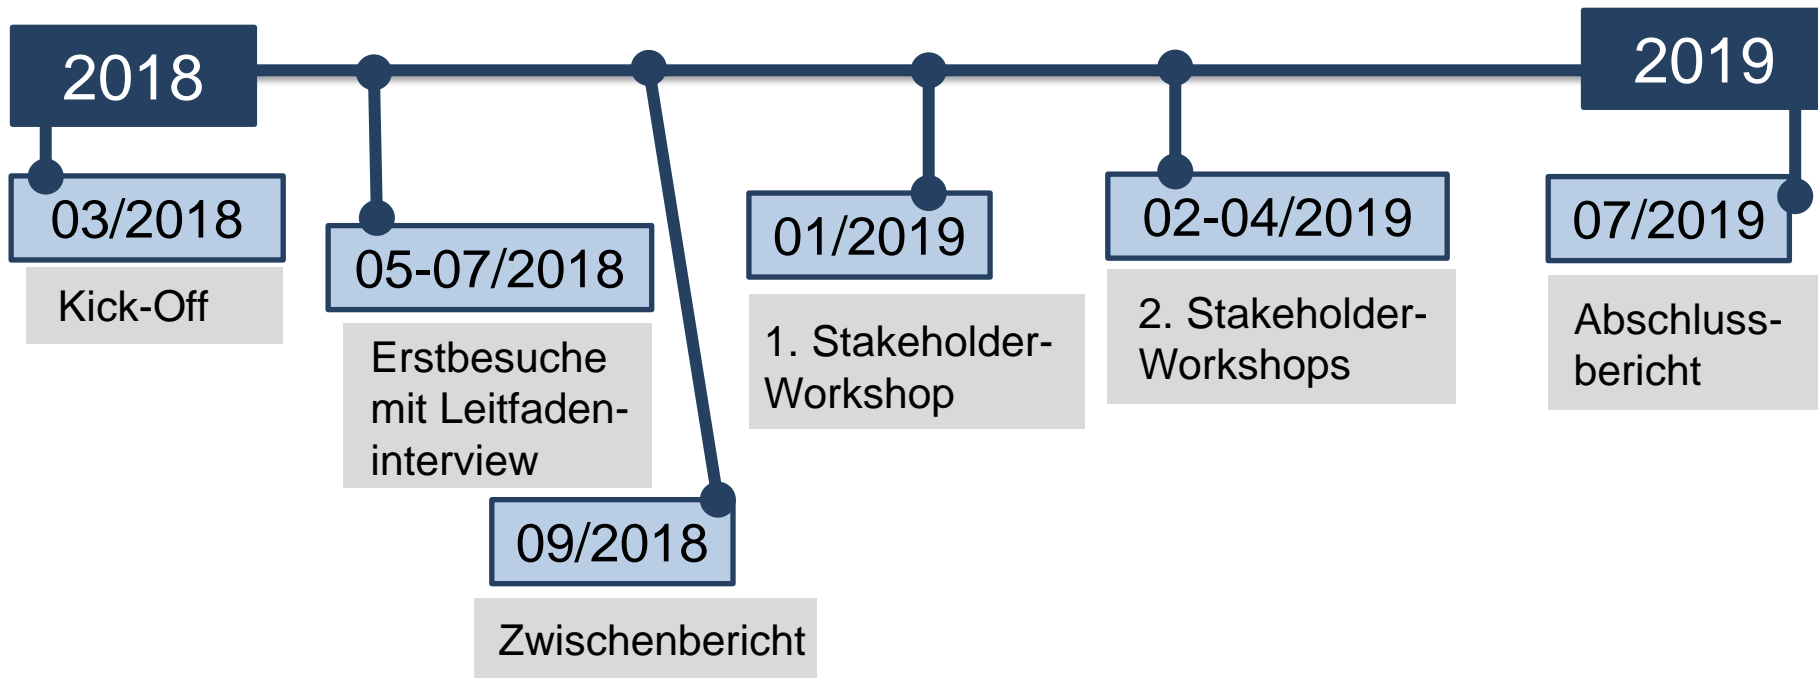 2018
2019
03/2018
Kick-Off
05-07/2018
Erstbesuche
mit Leitfaden-
interview
09/2018
Zwischenbericht
01/2019
1. Stakeholder-
Workshop
02-04/2019
2. Stakeholder-
Workshops
07/2019
Abschluss-
bericht